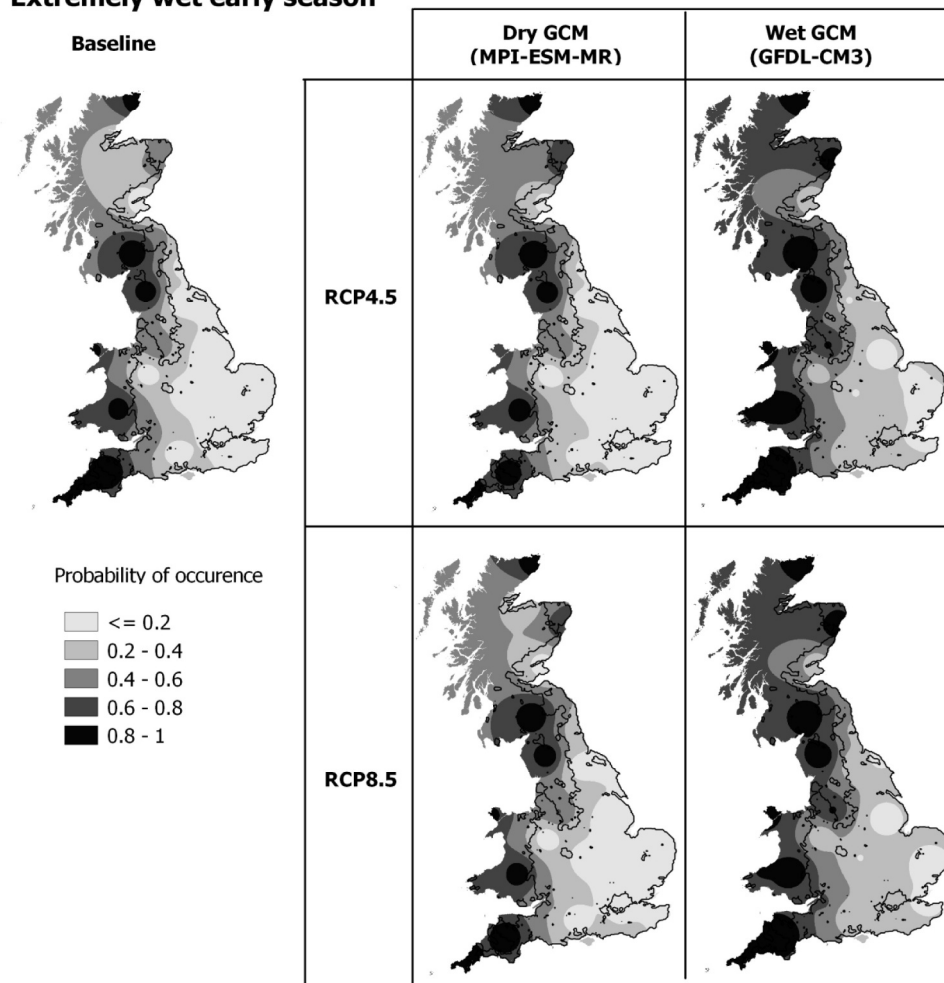 Extremely wet early season
Baseline
Dry GCM
(MPI-ESM-MR)
Wet GCM
(GFDL-CM3)
RCP4.5
Probability of occurence
<= 0.2
0.2 - 0.4
0.4 - 0.6
0.6 - 0.8
0.8 - 1
RCP8.5